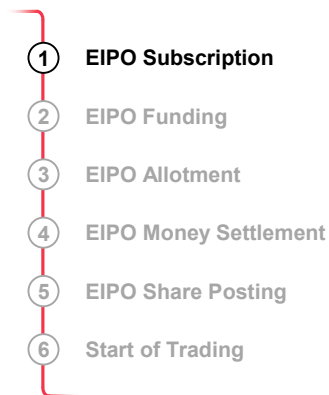 1 EIPO Subscription
2 EIPO Funding
3 EIPO Allotment
4 EIPO Money Settlement
5 EIPO Share Posting
6 Start of Trading